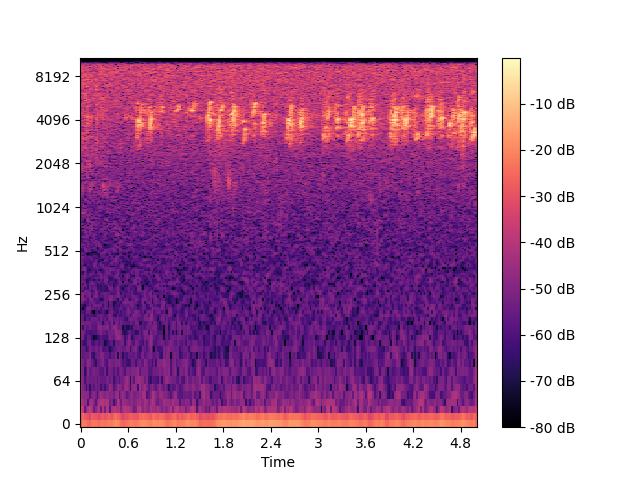 8192
4096
2048
1024
512
256
128
64
0
Hz
0 0.6 1.2 1.8 2.4 3 3.6 4.2 4.8
Time
-10 dB
-20 dB
-30 dB
-40 dB
-50 dB
-60 dB
-70 dB
-80 dB